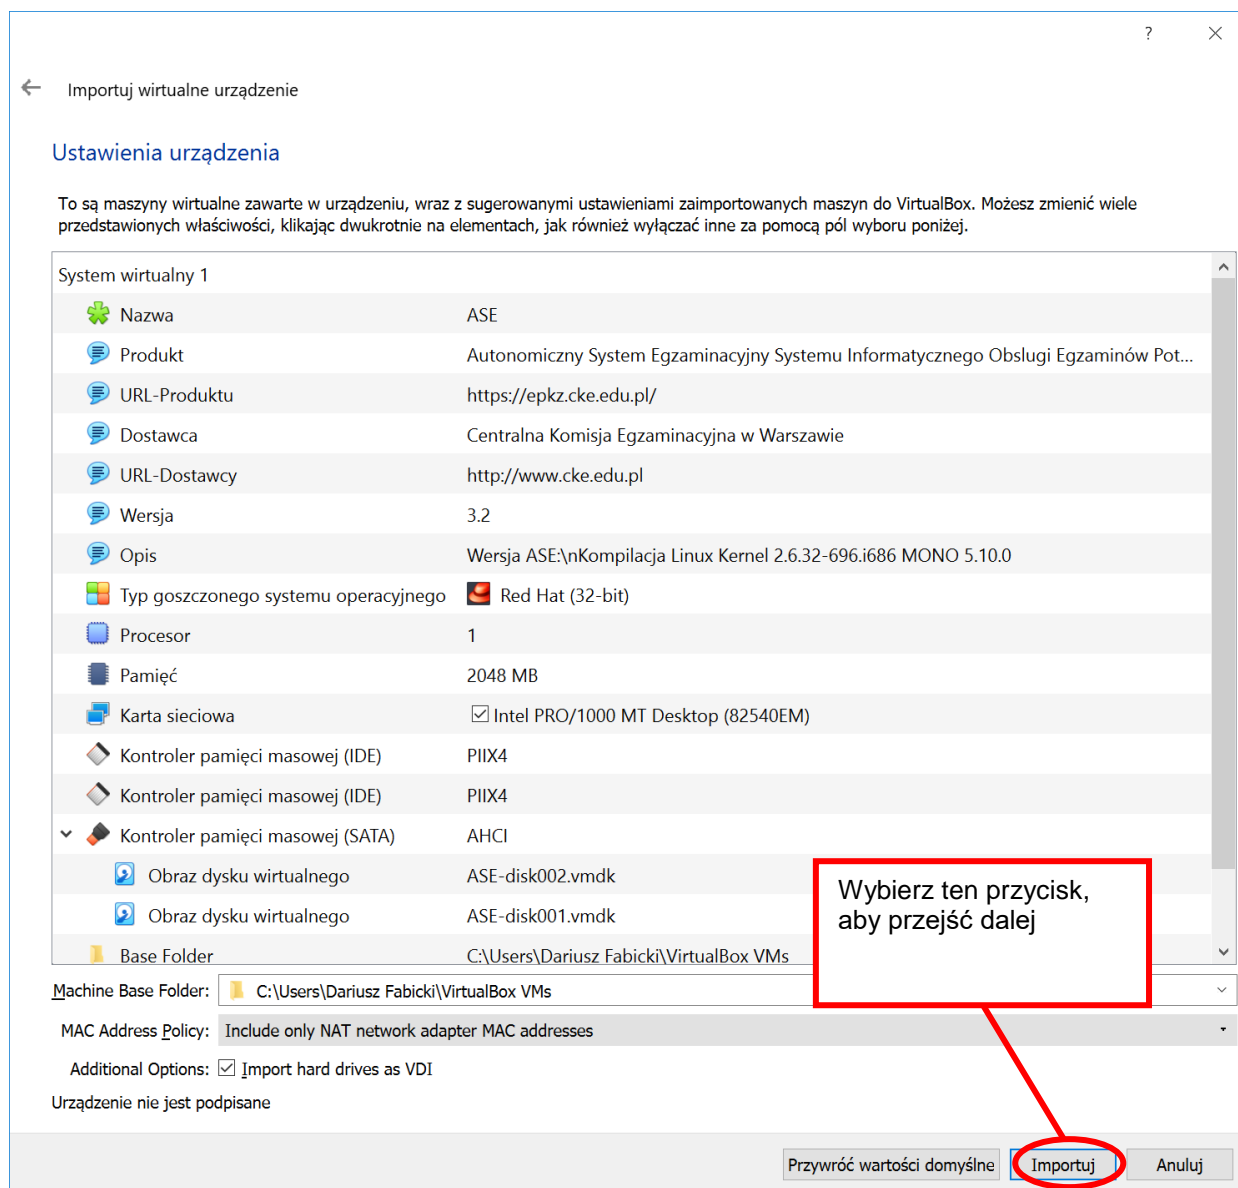 ?
Importuj wirtualne urządzenie
Ustawienia urządzenia
To są maszyny wirtualne zawarte w urządzeniu, wraz z sugerowanymi ustawieniami zaimportowanych maszyn do VirtualBox. Możesz zmienić wiele
przedstawionych właściwości, klikając dwukrotnie na elementach, jak również wyłączać inne za pomocą pól wyboru poniżej.
System wirtualny 1
Nazwa ASE
Produkt Autonomiczny System Egzaminacyjny Systemu Informatycznego Obslugi Egzaminów Pot...
URL-Produktu https://epkz.cke.edu.pl/
Dostawca Centralna Komisja Egzaminacyjna w Warszawie
URL-Dostawcy http://www.cke.edu.pl
Wersja 3.2
Opis Wersja ASE:\nKompilacja Linux Kernel 2.6.32-696.i686 MONO 5.10.0
Typ goszczonego systemu operacyjnego Red Hat (32-bit)
Procesor 1
Pamięć 2048 MB
Karta sieciowa Intel PRO/1000 MT Desktop (82540EM)
Kontroler pamięci masowej (IDE) PIIX4
Kontroler pamięci masowej (IDE) PIIX4
Kontroler pamięci masowej (SATA) AHCI
Obraz dysku wirtualnego ASE-disk002.vmdk
Obraz dysku wirtualnego ASE-disk001.vmdk
Base Folder C:\Users\Dariusz Fabicki\VirtualBox VMs
Wybierz ten przycisk,
aby przejść dalej
Machine Base Folder: C:\Users\Dariusz Fabicki\VirtualBox VMs
MAC Address Policy: Include only NAT network adapter MAC addresses
Additional Options: Import hard drives as VDI
Urządzenie nie jest podpisane
Przywróć wartości domyślne Importuj Anuluj